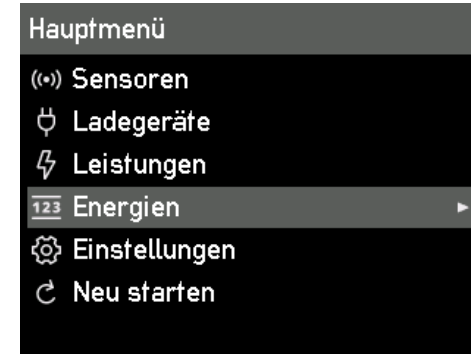 Hauptmenü
Sensoren
Ladegeräte
Leistungen
123 Energien
Einstellungen
Neu starten